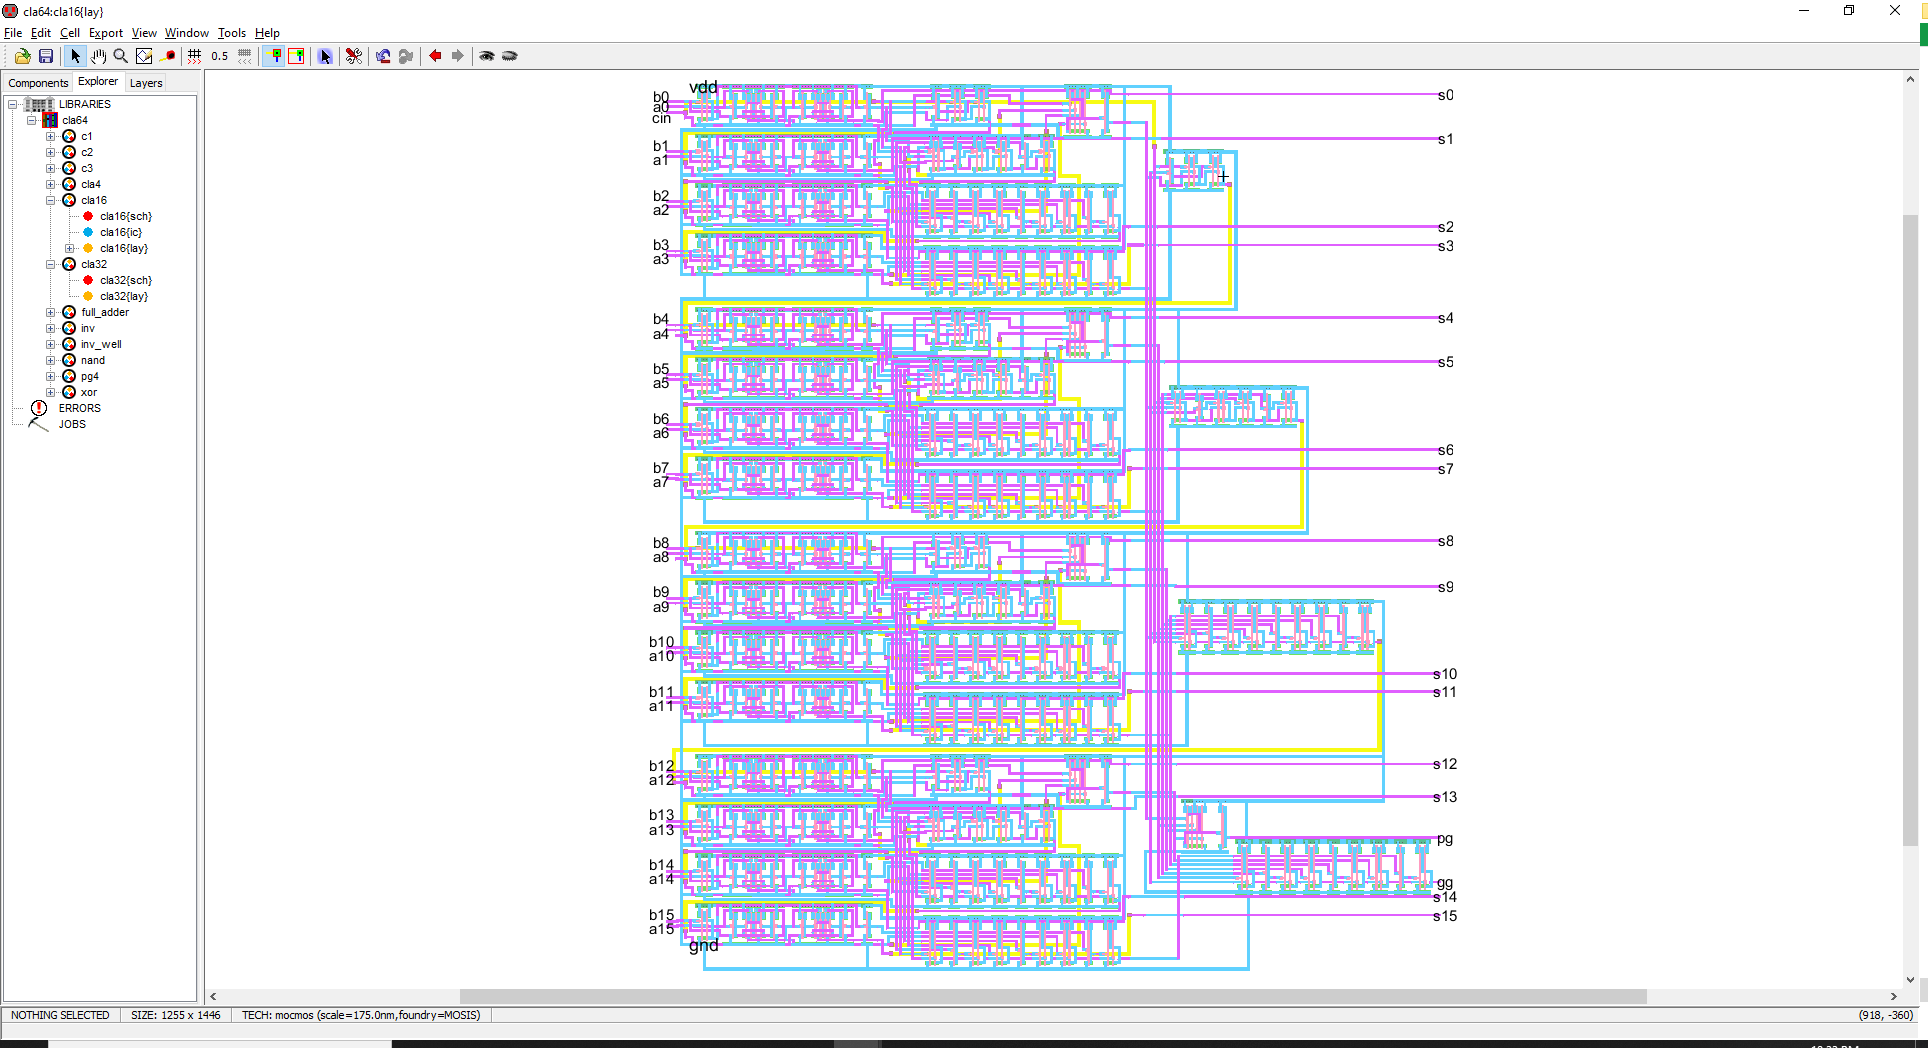 cla64:cla16{lay}
File Edit Cell Export View Window Tools Help
0.5
Components Explorer Layers
LIBRARIES
cla64
c1
c2
c3
cla4
cla16
cla16{sch}
cla16{ic}
cla16{lay}
cla32
cla32{sch}
cla32{lay}
full_adder
inv
inv_well
nand
pg4
xor
ERRORS
JOBS
vdd
b0
a0
cin
b1
a1
b2
a2
b3
a3
b4
a4
b5
a5
b6
a6
b7
a7
b8
a8
b9
a9
b10
a10
b11
a11
b12
a12
b13
a13
b14
a14
b15
a15
gnd
s0
s1
s2
s3
s4
s5
s6
s7
s8
s9
s10
s11
s12
s13
pg
gg
s14
s15
NOTHING SELECTED SIZE: 1255 x 1446 TECH: mocmos (scale=175.0nm,foundry=MOSIS) (918, -360)